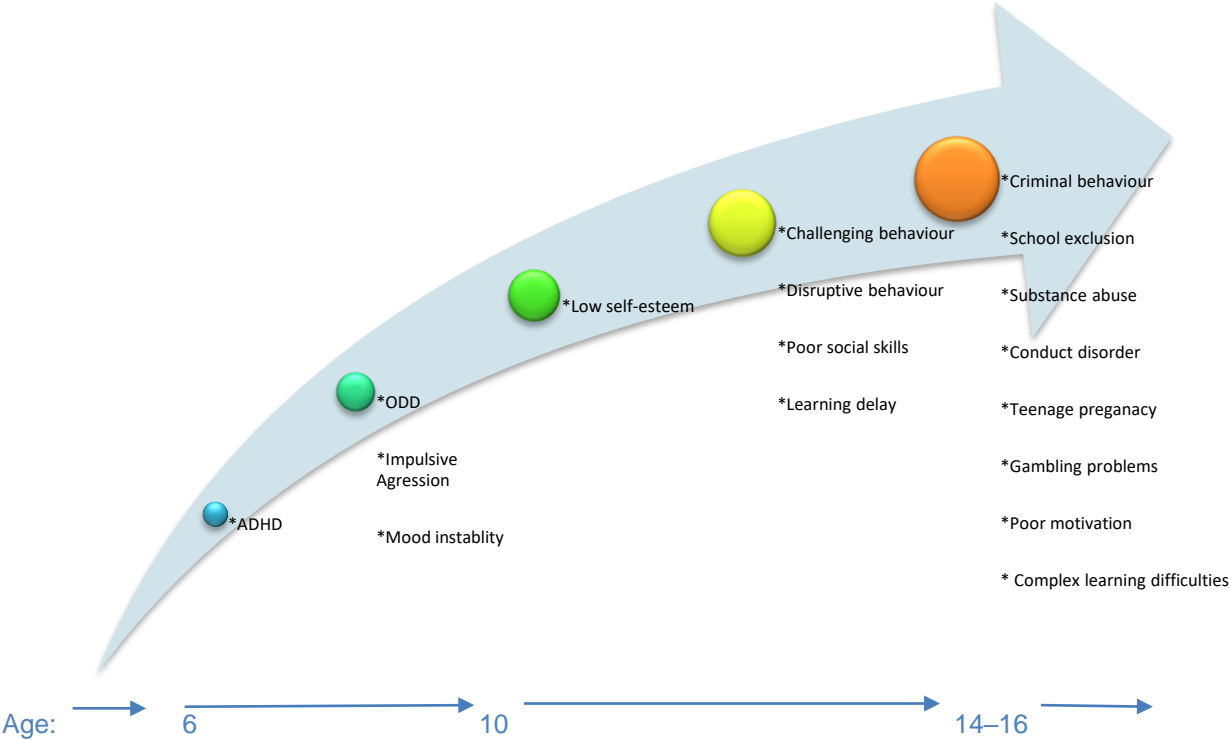 *ADHD
*ODD
*Impulsive
Agression
*Mood instablity
*Low self-esteem
*Challenging behaviour
*Disruptive behaviour
*Poor social skills
*Learning delay
*Criminal behaviour
*School exclusion
*Substance abuse
*Conduct disorder
*Teenage preganacy
*Gambling problems
*Poor motivation
* Complex learning difficulties
Age: 6 10 14–16